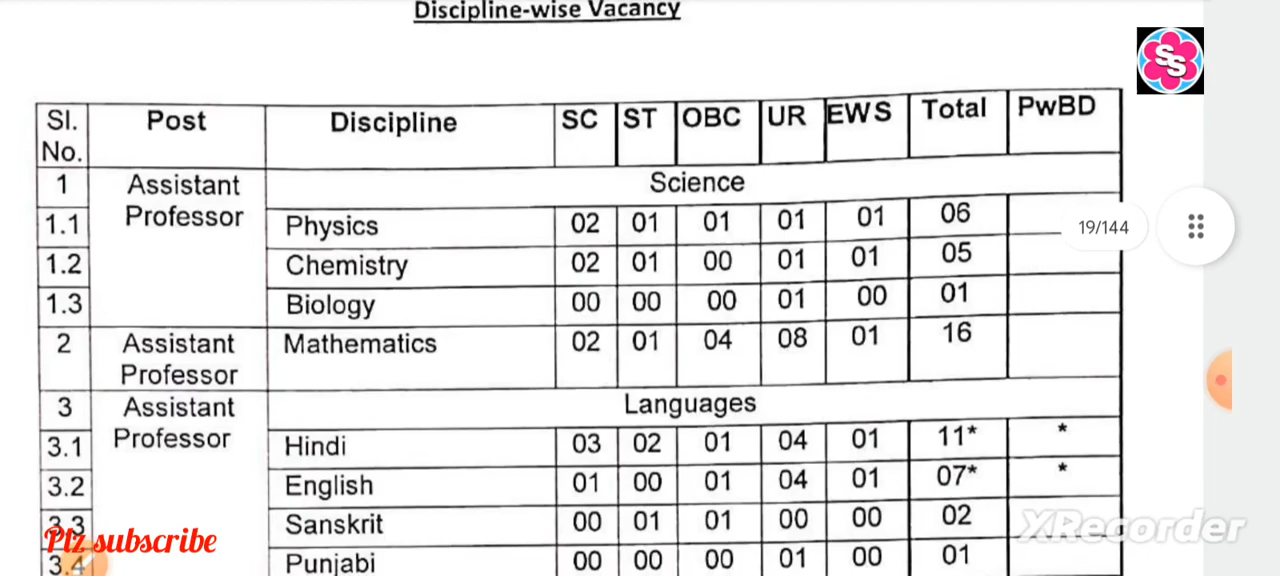 Discipline-wise Vacancy
SS
Sl. No. Post Discipline SC ST OBC UR EWS Total PwBD
1 Assistant Professor Science
1.1 Physics 02 01 01 01 01 06
19/144
1.2 Chemistry 02 01 00 01 01 05
1.3 Biology 00 00 00 01 00 01
2 Assistant Professor Mathematics 02 01 04 08 01 16
3 Assistant Professor Languages
3.1 Hindi 03 02 01 04 01 11* *
3.2 English 01 00 01 04 01 07* *
3.3 Sanskrit 00 01 01 00 00 02
XRecorder
Plz subscribe
3.4 Punjabi 00 00 00 01 00 01